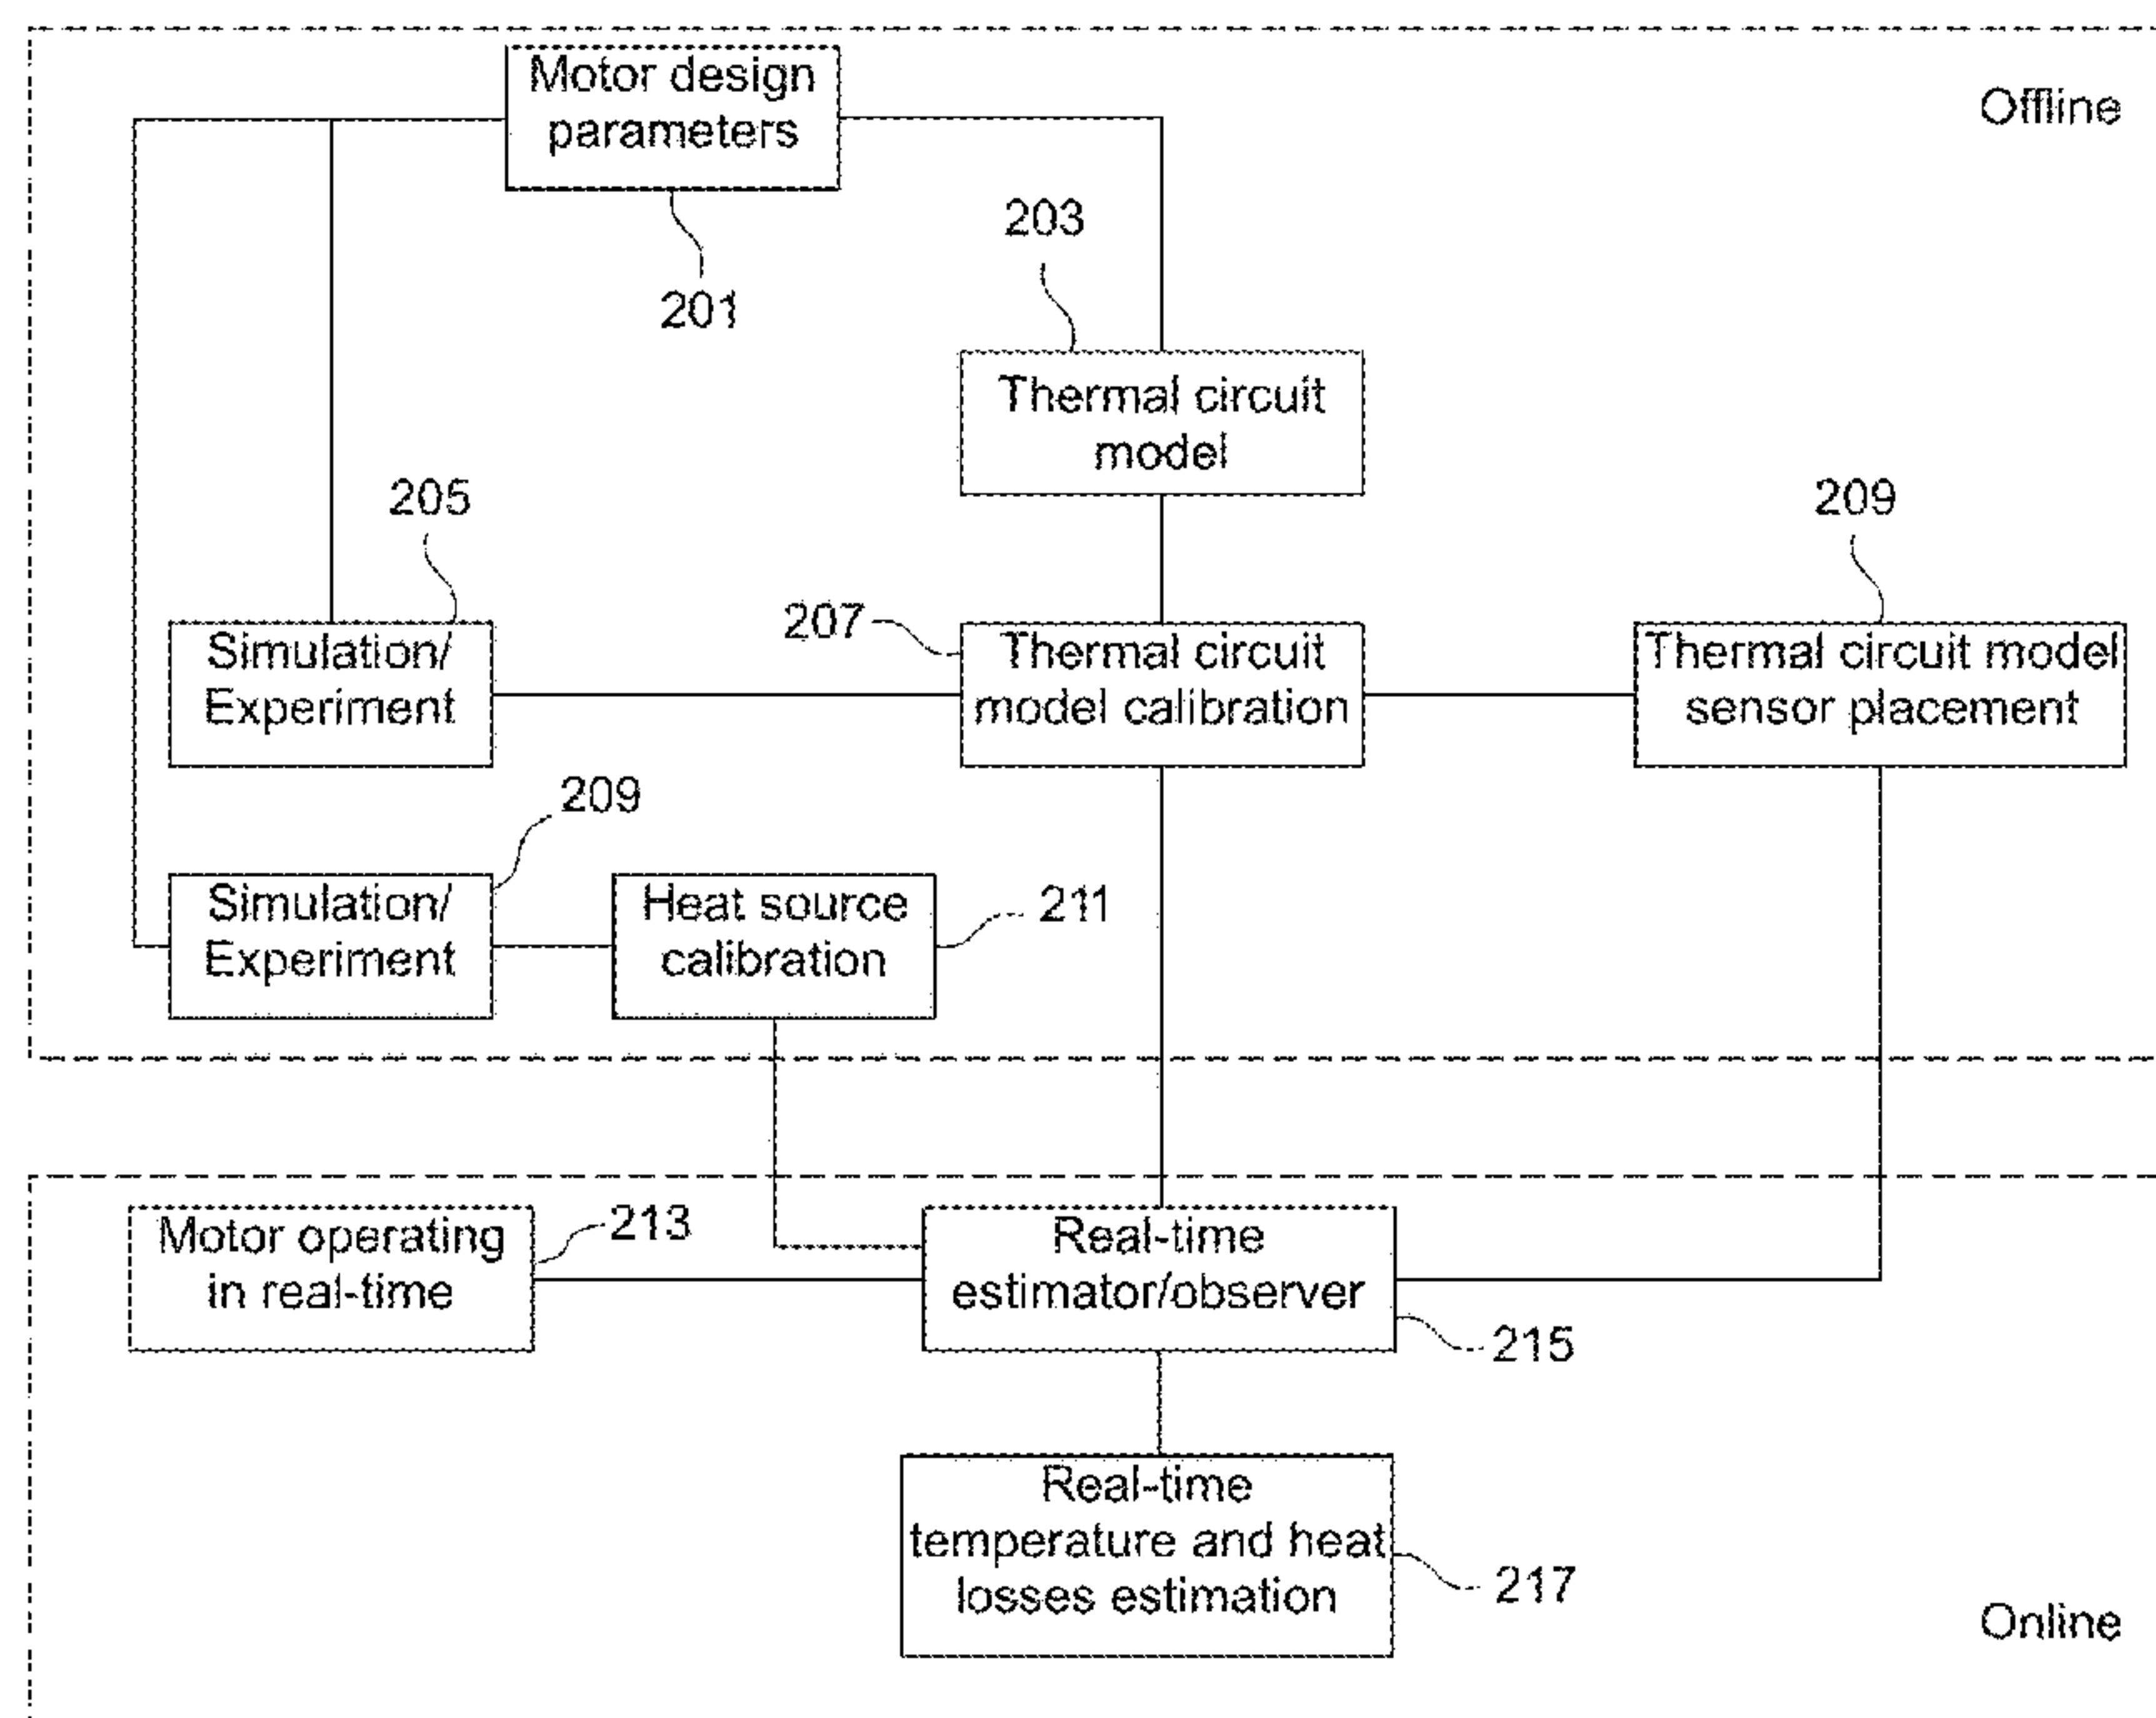 Motor design
parameters
Offline
201
203
Thermal circuit
model
205
209
207
Simulation/
Experiment
Thermal circuit
model calibration
Thermal circuit model
sensor placement
209
Simulation/
Experiment
Heat source
calibration
211
Motor operating
in real-time
213
Real-time
estimator/observer
215
Real-time
temperature and heat
losses estimation
217
Online